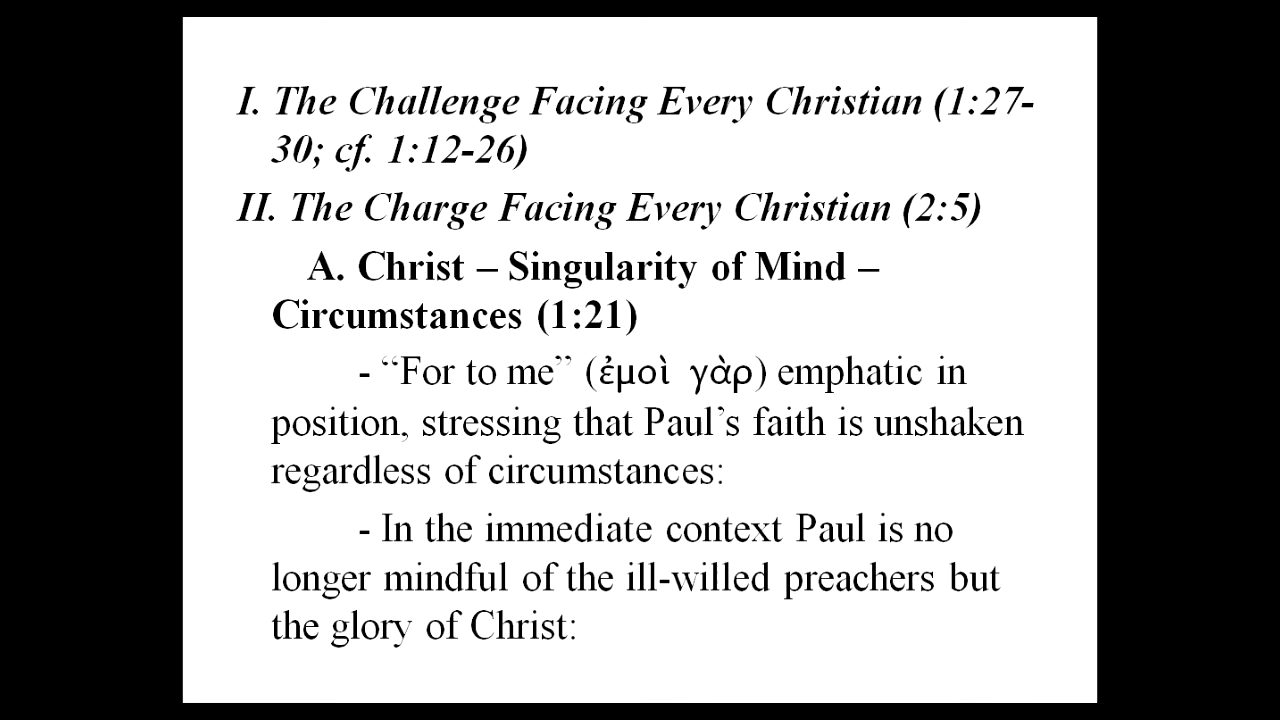 I. The Challenge Facing Every Christian (1:27-
30; cf. 1:12-26)
II. The Charge Facing Every Christian (2:5)
A. Christ – Singularity of Mind –
Circumstances (1:21)
- “For to me” (ἐμοὶ γὰρ) emphatic in
position, stressing that Paul’s faith is unshaken
regardless of circumstances:
- In the immediate context Paul is no
longer mindful of the ill-willed preachers but
the glory of Christ: